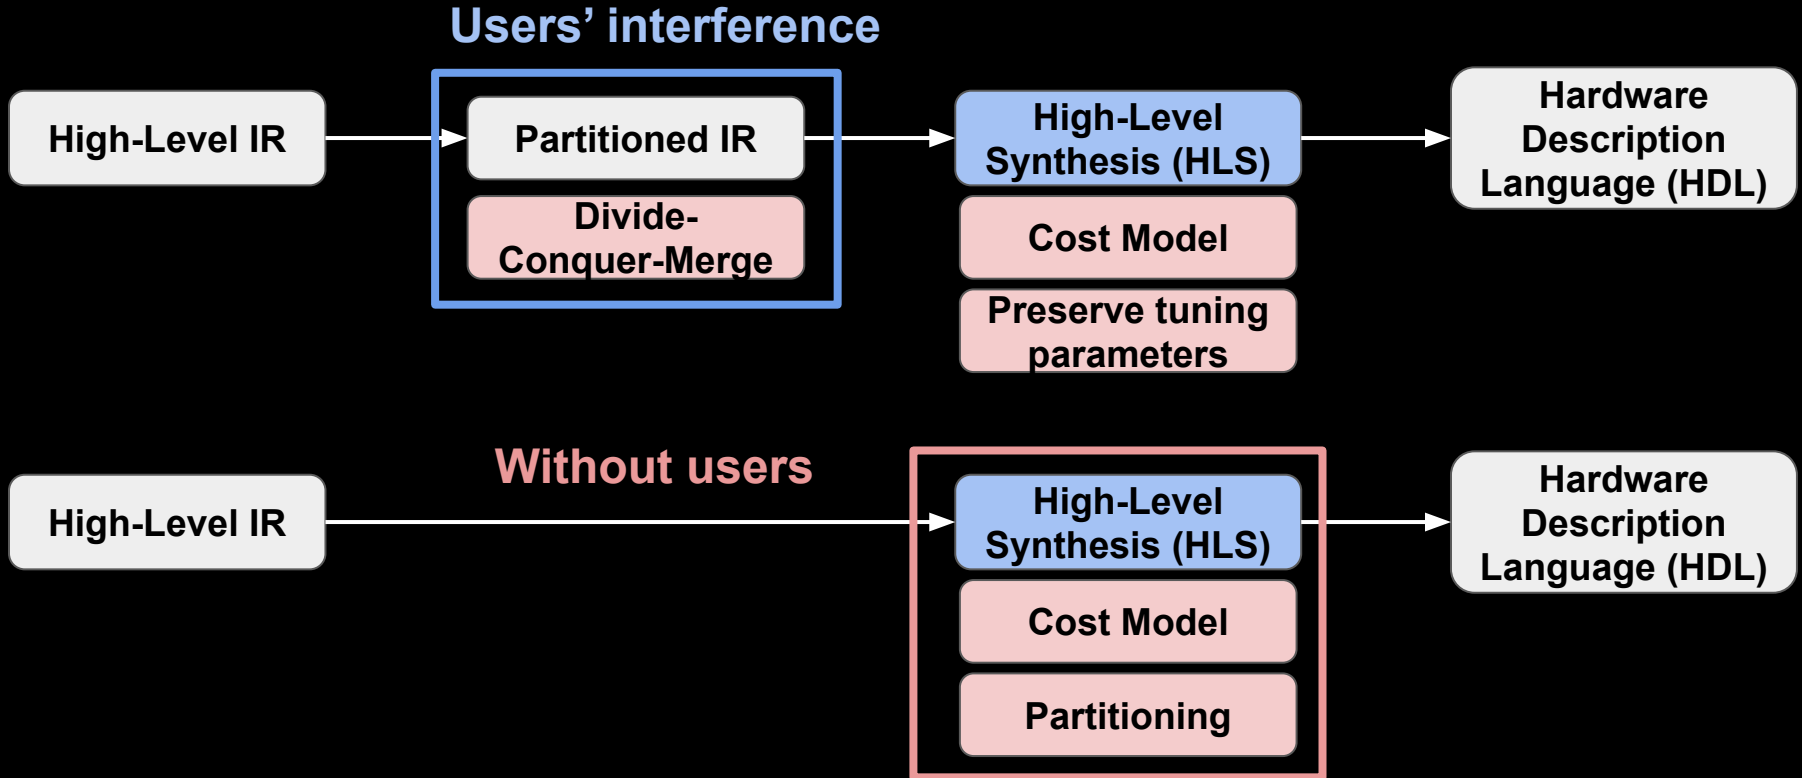 Users’ interference
High-Level IR
Partitioned IR
Divide-
Conquer-Merge
High-Level
Synthesis (HLS)
Cost Model
Preserve tuning
parameters
Hardware
Description
Language (HDL)
Without users
High-Level IR
High-Level
Synthesis (HLS)
Cost Model
Partitioning
Hardware
Description
Language (HDL)